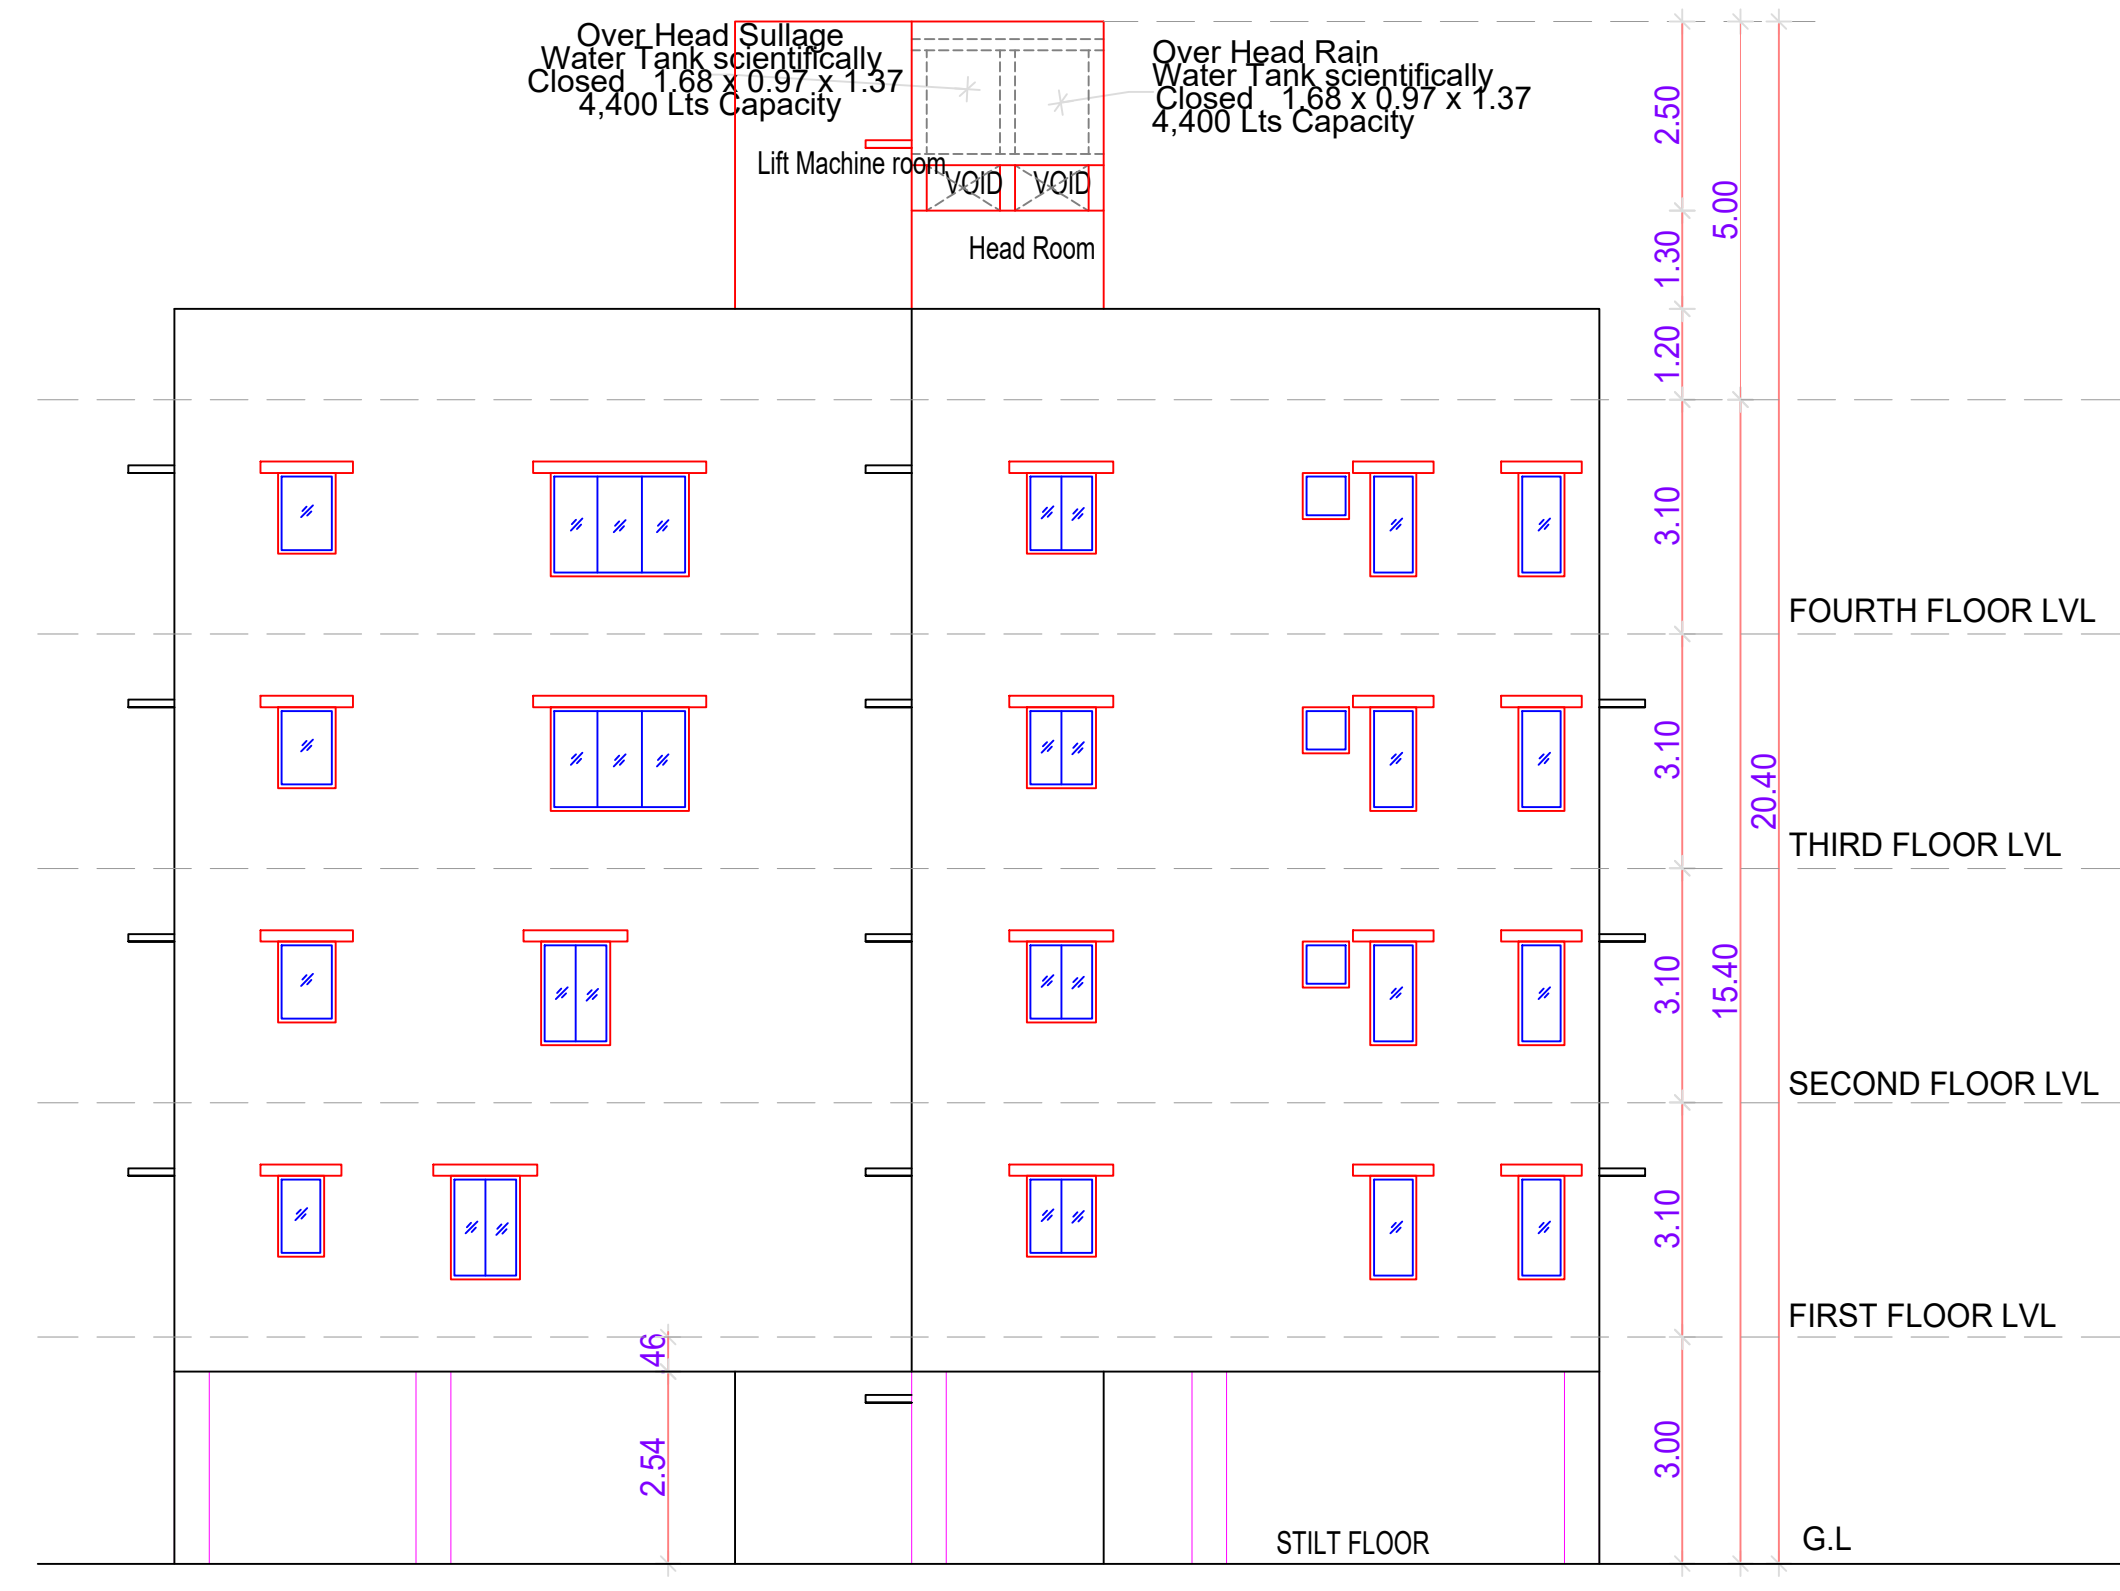 Over Head Sullage
Water Tank scientifically
Closed 1.68 x 0.97 x 1.37
4,400 Lts Capacity
Over Head Rain
Water Tank scientifically
Closed 1.68 x 0.97 x 1.37
4,400 Lts Capacity
Lift Machine room
VOID
VOID
Head Room
2.50
5.00
1.30
1.20
3.10
FOURTH FLOOR LVL
3.10
20.40
THIRD FLOOR LVL
3.10
15.40
SECOND FLOOR LVL
3.10
FIRST FLOOR LVL
46
2.54
3.00
STILT FLOOR
G.L